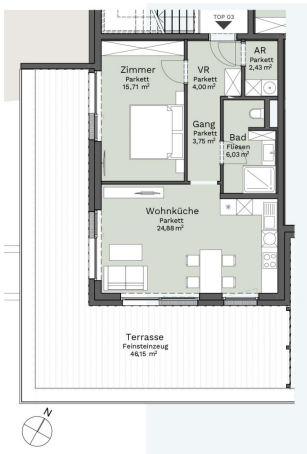 TOP 03
AR
Parkett
2,43 m²
Zimmer
Parkett
15,71 m²
VR
Parkett
4,00 m²
Gang
Parkett
3,75 m²
Bad
Fliesen
6,03 m²
Wohnküche
Parkett
24,88 m²
Terrasse
Feinsteinzeug
46,15 m²
N